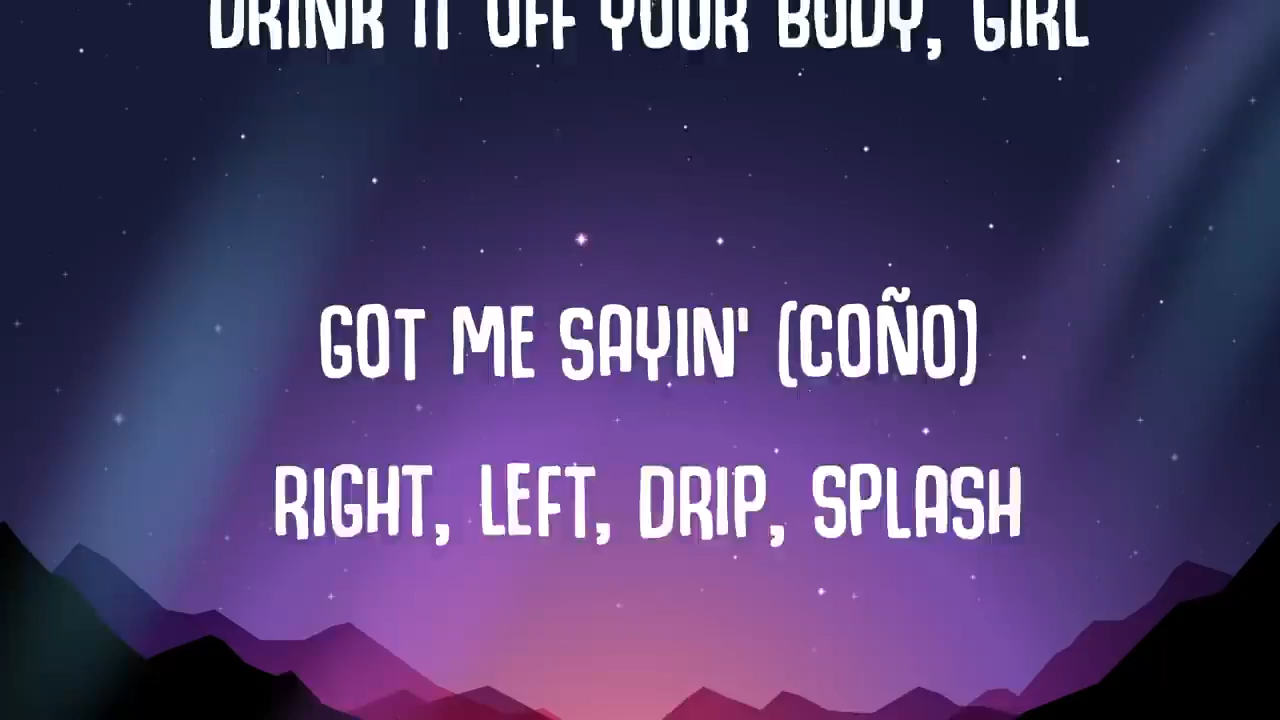 DRINK IT OFF YOUR BODY, GIRL
GOT ME SAYIN' (COÑO)
RIGHT, LEFT, DRIP, SPLASH